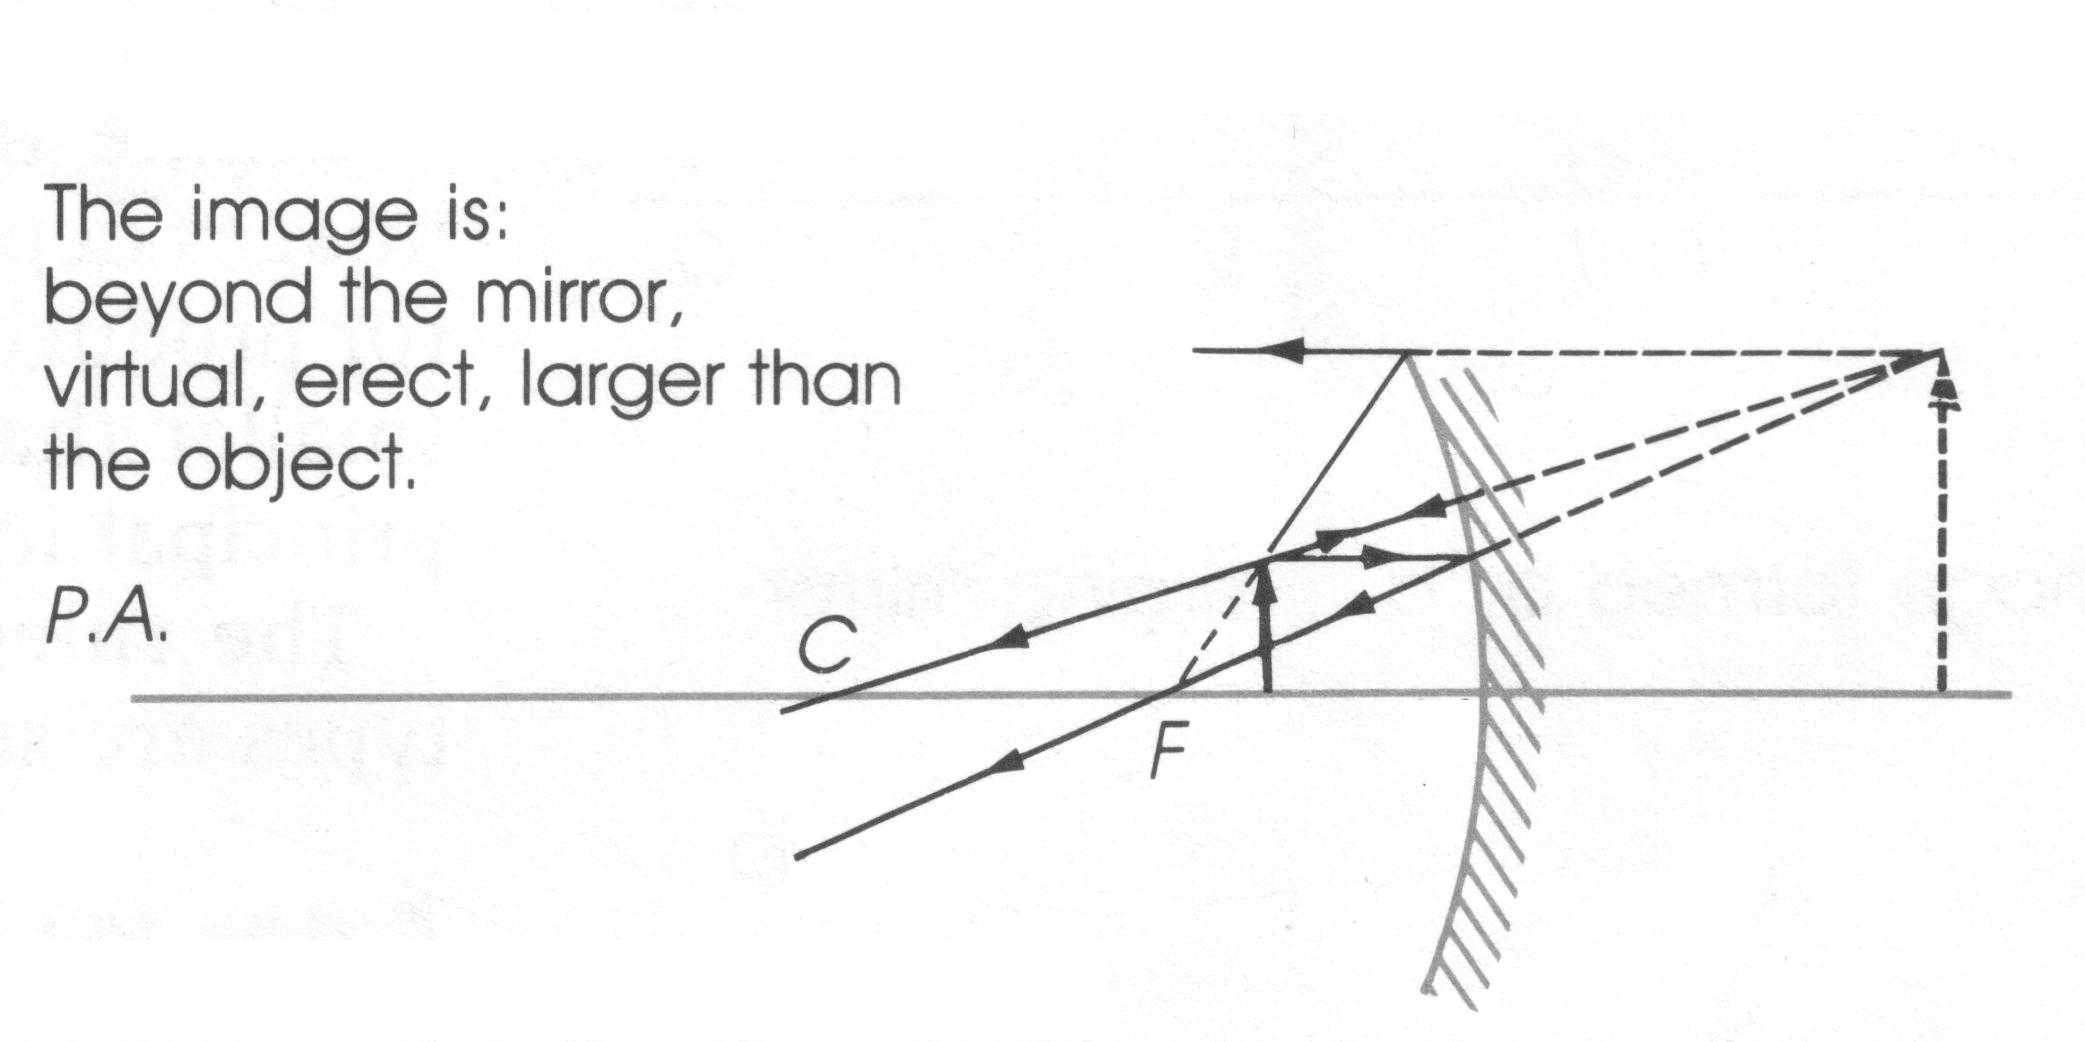 The image is:
beyond the mirror,
virtual, erect, larger than
the object.
P.A.
C
F